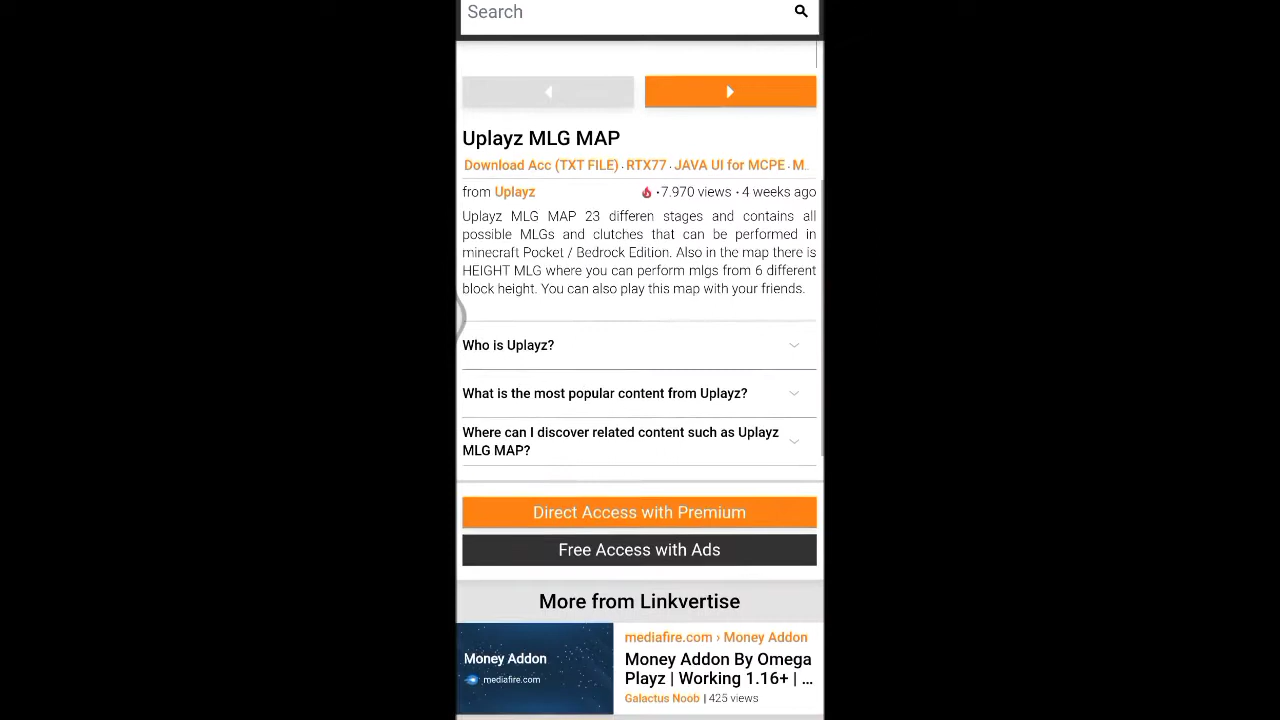 Search
Uplayz MLG MAP
Download Acc (TXT FILE) · RTX77 · JAVA UI for MCPE · M..
from Uplayz
• 7.970 views • 4 weeks ago
Uplayz MLG MAP 23 differen stages and contains all
possible MLGs and clutches that can be performed in
minecraft Pocket / Bedrock Edition. Also in the map there is
HEIGHT MLG where you can perform mlgs from 6 different
block height. You can also play this map with your friends.
Who is Uplayz?
What is the most popular content from Uplayz?
Where can I discover related content such as Uplayz
MLG MAP?
Direct Access with Premium
Free Access with Ads
More from Linkvertise
Money Addon
mediafire.com
mediafire.com › Money Addon
Money Addon By Omega
Playz | Working 1.16+ | ...
Galactus Noob | 425 views